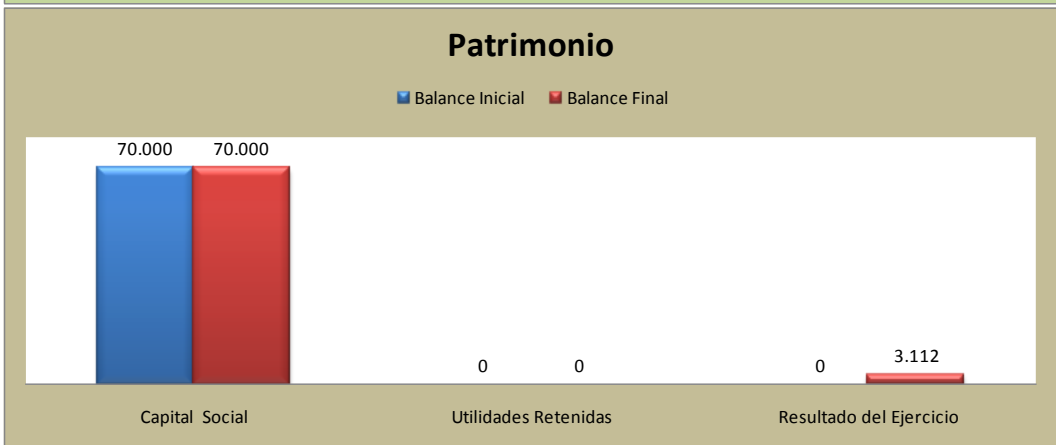 Patrimonio
Balance Inicial Balance Final
70.000 70.000
0 0 0 3.112
Capital Social Utilidades Retenidas Resultado del Ejercicio